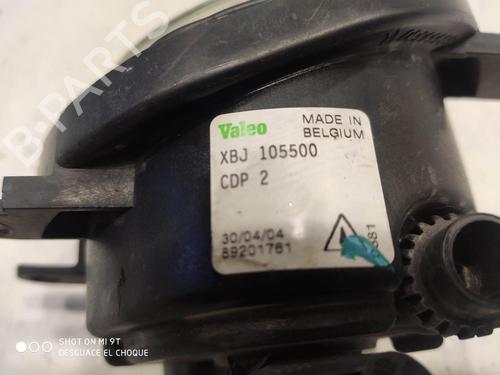 Valeo
MADE IN
BELGIUM
XBJ 105500
CDP 2
30/04/04
89201761
881
B-PARTS
SHOT ON MI 9T
DESGUACE EL CHOQUE